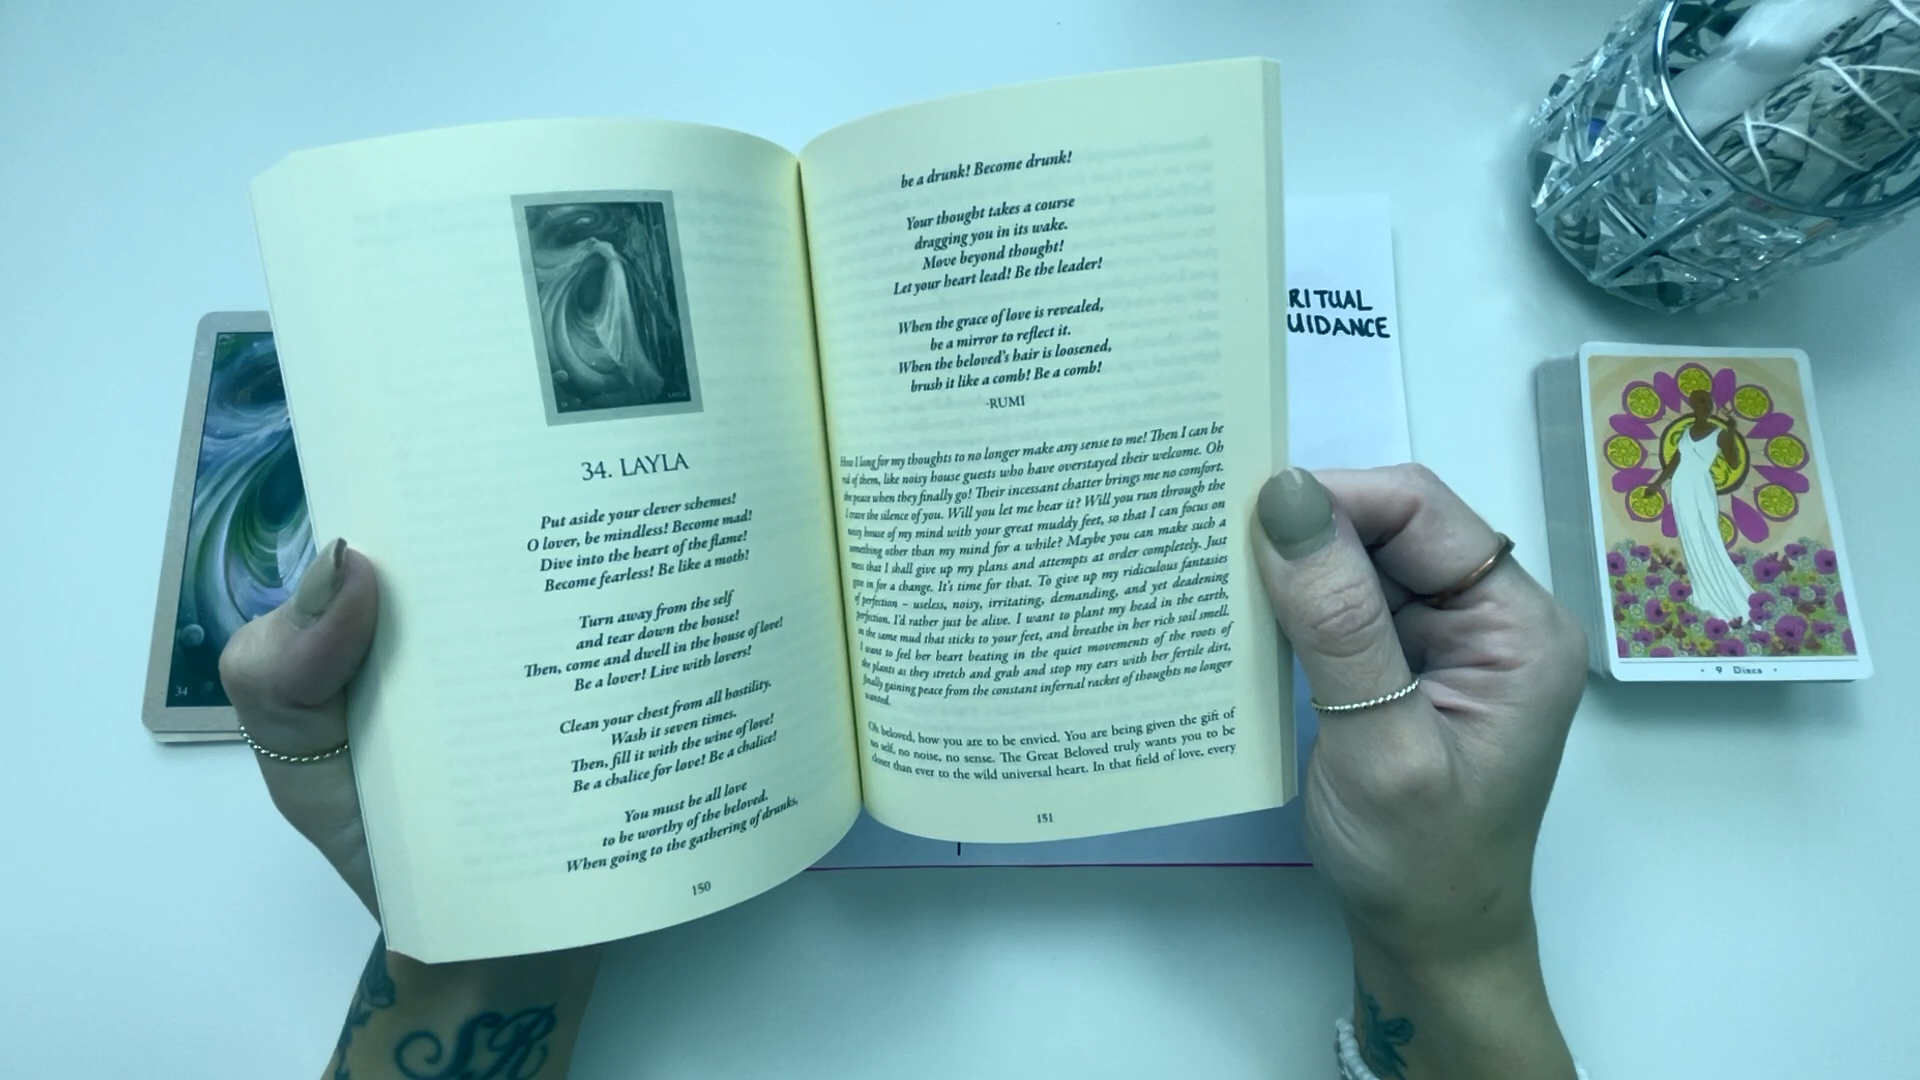 34. LAYLA
Put aside your clever schemes!
O lover, be mindless! Become mad!
Dive into the heart of the flame!
Become fearless! Be like a moth!
Turn away from the self
and tear down the house!
Then, come and dwell in the house of love!
Be a lover! Live with lovers!
Clean your chest from all hostility.
Wash it seven times.
Then, fill it with the wine of love!
Be a chalice for love! Be a chalice!
You must be all love
to be worthy of the beloved.
When going to the gathering of drunks,
150
be a drunk! Become drunk!
Your thought takes a course
dragging you in its wake.
Move beyond thought!
Let your heart lead! Be the leader!
When the grace of love is revealed,
be a mirror to reflect it.
When the beloved's hair is loosened,
brush it like a comb! Be a comb!
-RUMI
How I long for my thoughts to no longer make any sense to me! Then I can be
rid of them, like noisy house guests who have overstayed their welcome. Oh
the peace when they finally go! Their incessant chatter brings me no comfort.
I crave the silence of you. Will you let me hear it? Will you run through the
noisy house of my mind with your great muddy feet, so that I can focus on
something other than my mind for a while? Maybe you can make such a
mess that I shall give up my plans and attempts at order completely. Just
give in for a change. It's time for that. To give up my ridiculous fantasies
of perfection – useless, noisy, irritating, demanding, and yet deadening
perfection. I'd rather just be alive. I want to plant my head in the earth,
in the same mud that sticks to your feet, and breathe in her rich soil smell.
I want to feel her heart beating in the quiet movements of the roots of
the plants as they stretch and grab and stop my ears with her fertile dirt,
finally gaining peace from the constant infernal racket of thoughts no longer
wanted.
Oh beloved, how you are to be envied. You are being given the gift of
no self, no noise, no sense. The Great Beloved truly wants you to be
closer than ever to the wild universal heart. In that field of love, every
151
RITUAL
UIDANCE
34
9 Discs
SR